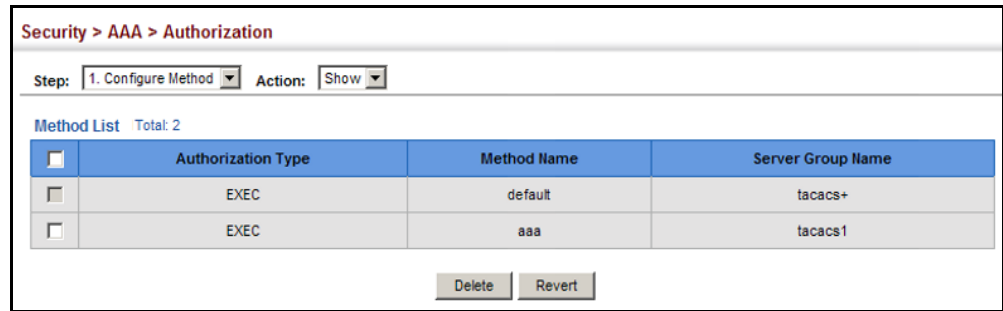 Security > AAA > Authorization
Step: 1. Configure Method Action: Show
Method List Total: 2
Authorization Type Method Name Server Group Name
EXEC default tacacs+
EXEC aaa tacacs1
Delete Revert